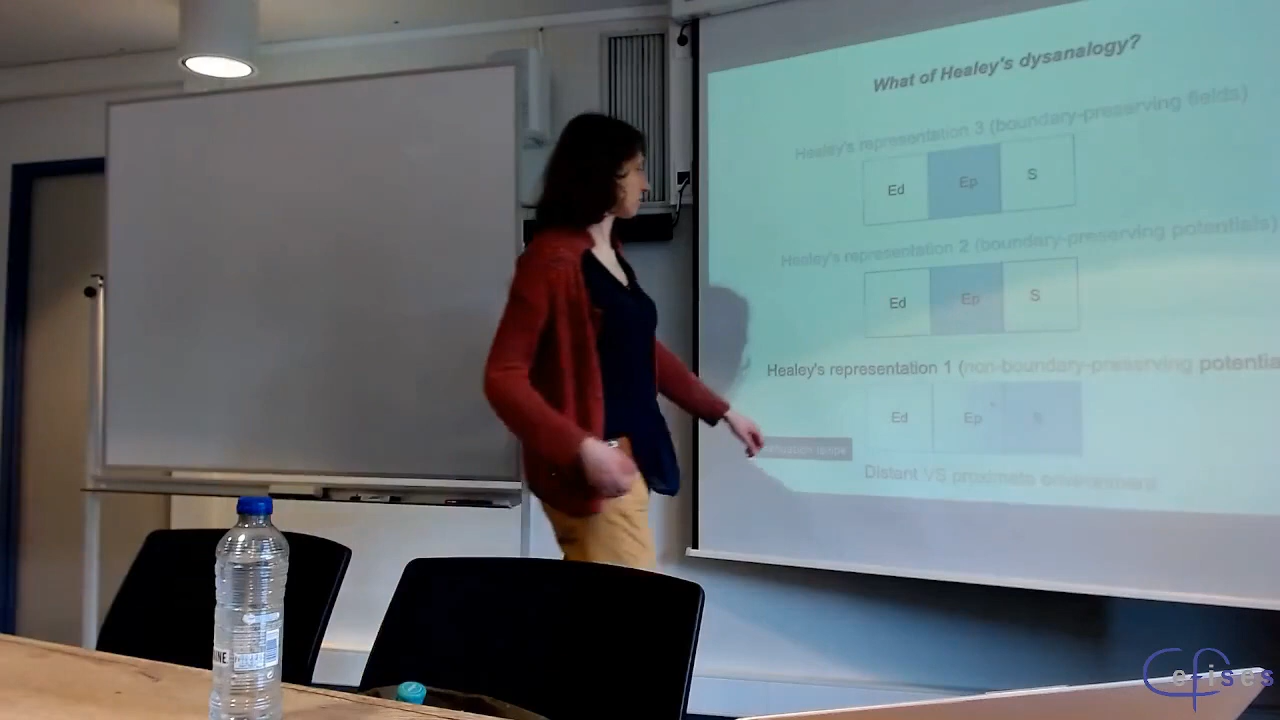 What of Healey's dysanalogy?
Healey's representation 3 (boundary-preserving fields)
Ed Ep S
Healey's representation 2 (boundary-preserving potentials)
Ed Ep S
Healey's representation 1 (non-boundary-preserving potentia
Ed Ep S
Distant VS proximate environment
Cefises